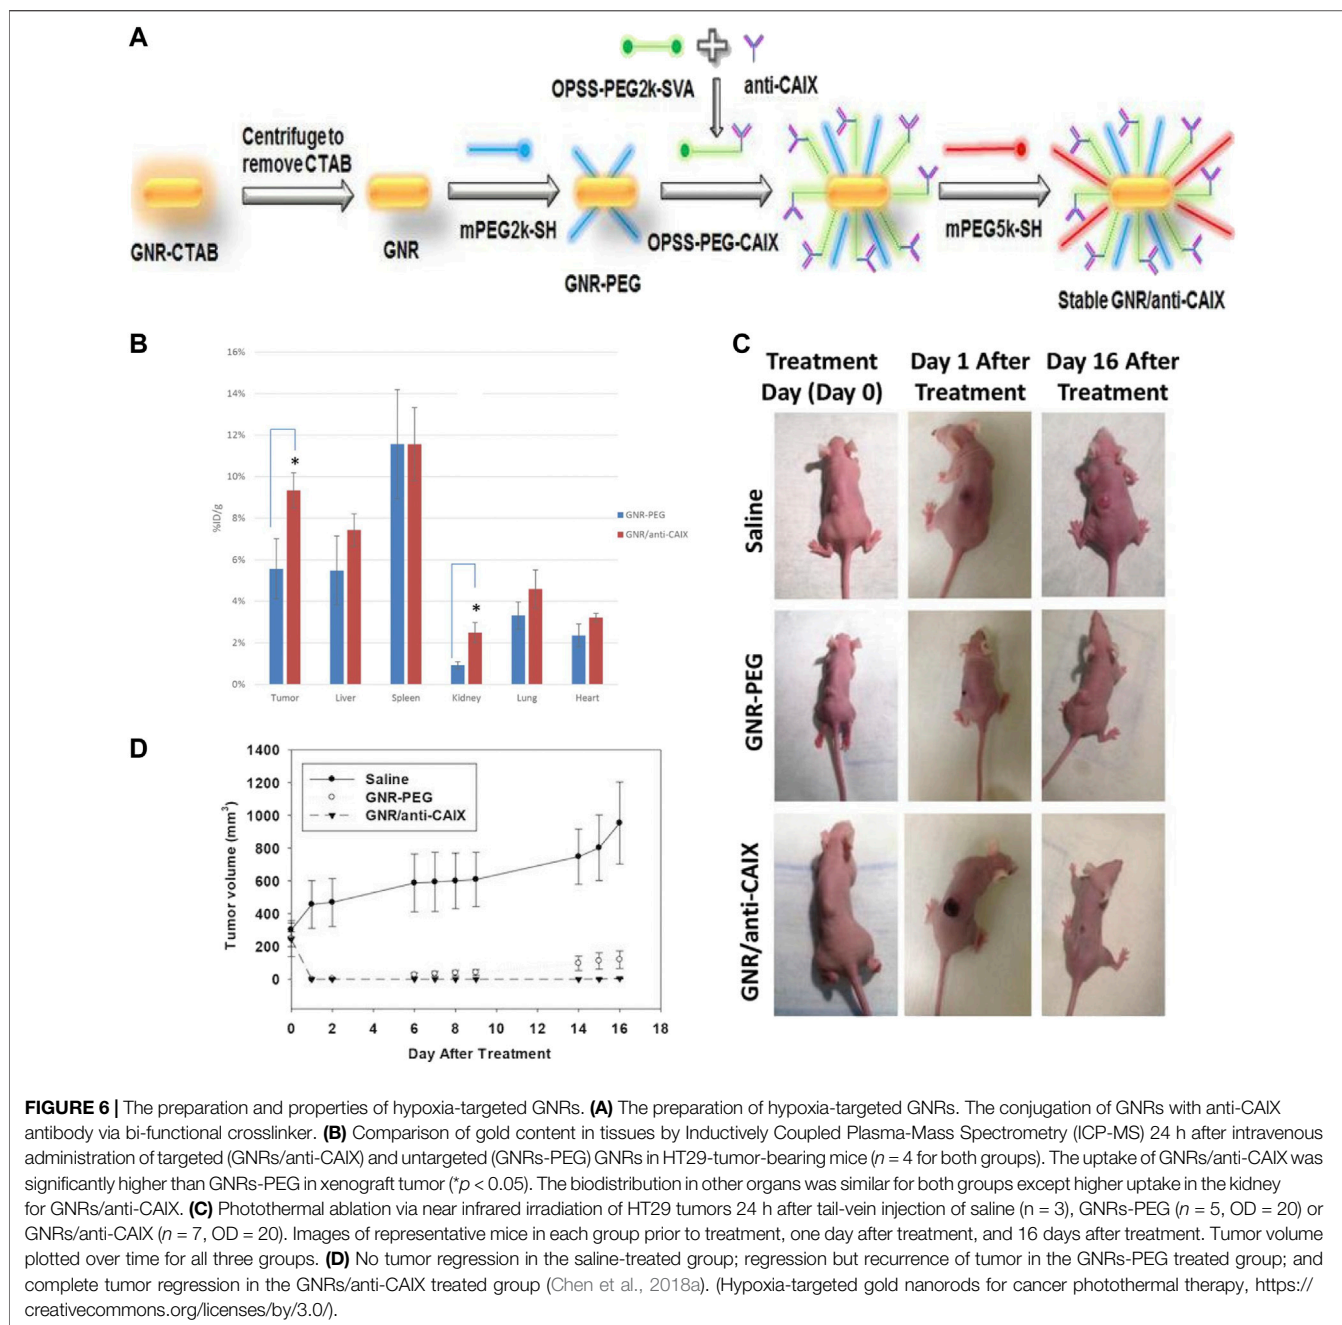 A
OPSS-PEG2k-SVA
anti-CAIX
Centrifuge to
remove CTAB
GNR-CTAB
GNR
mPEG2k-SH
GNR-PEG
OPSS-PEG-CAIX
mPEG5k-SH
Stable GNR/anti-CAIX
B
16%
14%
12%
10%
8%
6%
4%
2%
0%
%ID/g
*
*
GNR-PEG
GNR/anti-CAIX
Tumor
Liver
Spleen
Kidney
Lung
Heart
C
Treatment
Day (Day 0)
Day 1 After
Treatment
Day 16 After
Treatment
Saline
GNR-PEG
GNR/anti-CAIX
D
1400
1200
1000
800
600
400
200
0
Tumor volume (mm³)
Saline
GNR-PEG
GNR/anti-CAIX
0 2 4 6 8 10 12 14 16 18
Day After Treatment
FIGURE 6 | The preparation and properties of hypoxia-targeted GNRs. (A) The preparation of hypoxia-targeted GNRs. The conjugation of GNRs with anti-CAIX
antibody via bi-functional crosslinker. (B) Comparison of gold content in tissues by Inductively Coupled Plasma-Mass Spectrometry (ICP-MS) 24 h after intravenous
administration of targeted (GNRs/anti-CAIX) and untargeted (GNRs-PEG) GNRs in HT29-tumor-bearing mice (n = 4 for both groups). The uptake of GNRs/anti-CAIX was
significantly higher than GNRs-PEG in xenograft tumor (*p < 0.05). The biodistribution in other organs was similar for both groups except higher uptake in the kidney
for GNRs/anti-CAIX. (C) Photothermal ablation via near infrared irradiation of HT29 tumors 24 h after tail-vein injection of saline (n = 3), GNRs-PEG (n = 5, OD = 20) or
GNRs/anti-CAIX (n = 7, OD = 20). Images of representative mice in each group prior to treatment, one day after treatment, and 16 days after treatment. Tumor volume
plotted over time for all three groups. (D) No tumor regression in the saline-treated group; regression but recurrence of tumor in the GNRs-PEG treated group; and
complete tumor regression in the GNRs/anti-CAIX treated group (Chen et al., 2018a). (Hypoxia-targeted gold nanorods for cancer photothermal therapy, https://
creativecommons.org/licenses/by/3.0/).